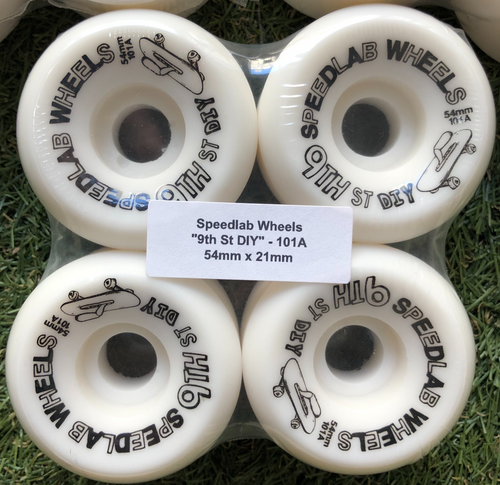 SPEEDLAB WHEELS
54mm
101A
9TH ST DIY
SPEEDLAB WHEELS
54mm
101A
9TH ST DIY
Speedlab Wheels
"9th St DIY" - 101A
54mm x 21mm
SPEEDLAB WHEELS
54mm
101A
9TH ST DIY
SPEEDLAB WHEELS
54mm
101A
9TH ST DIY